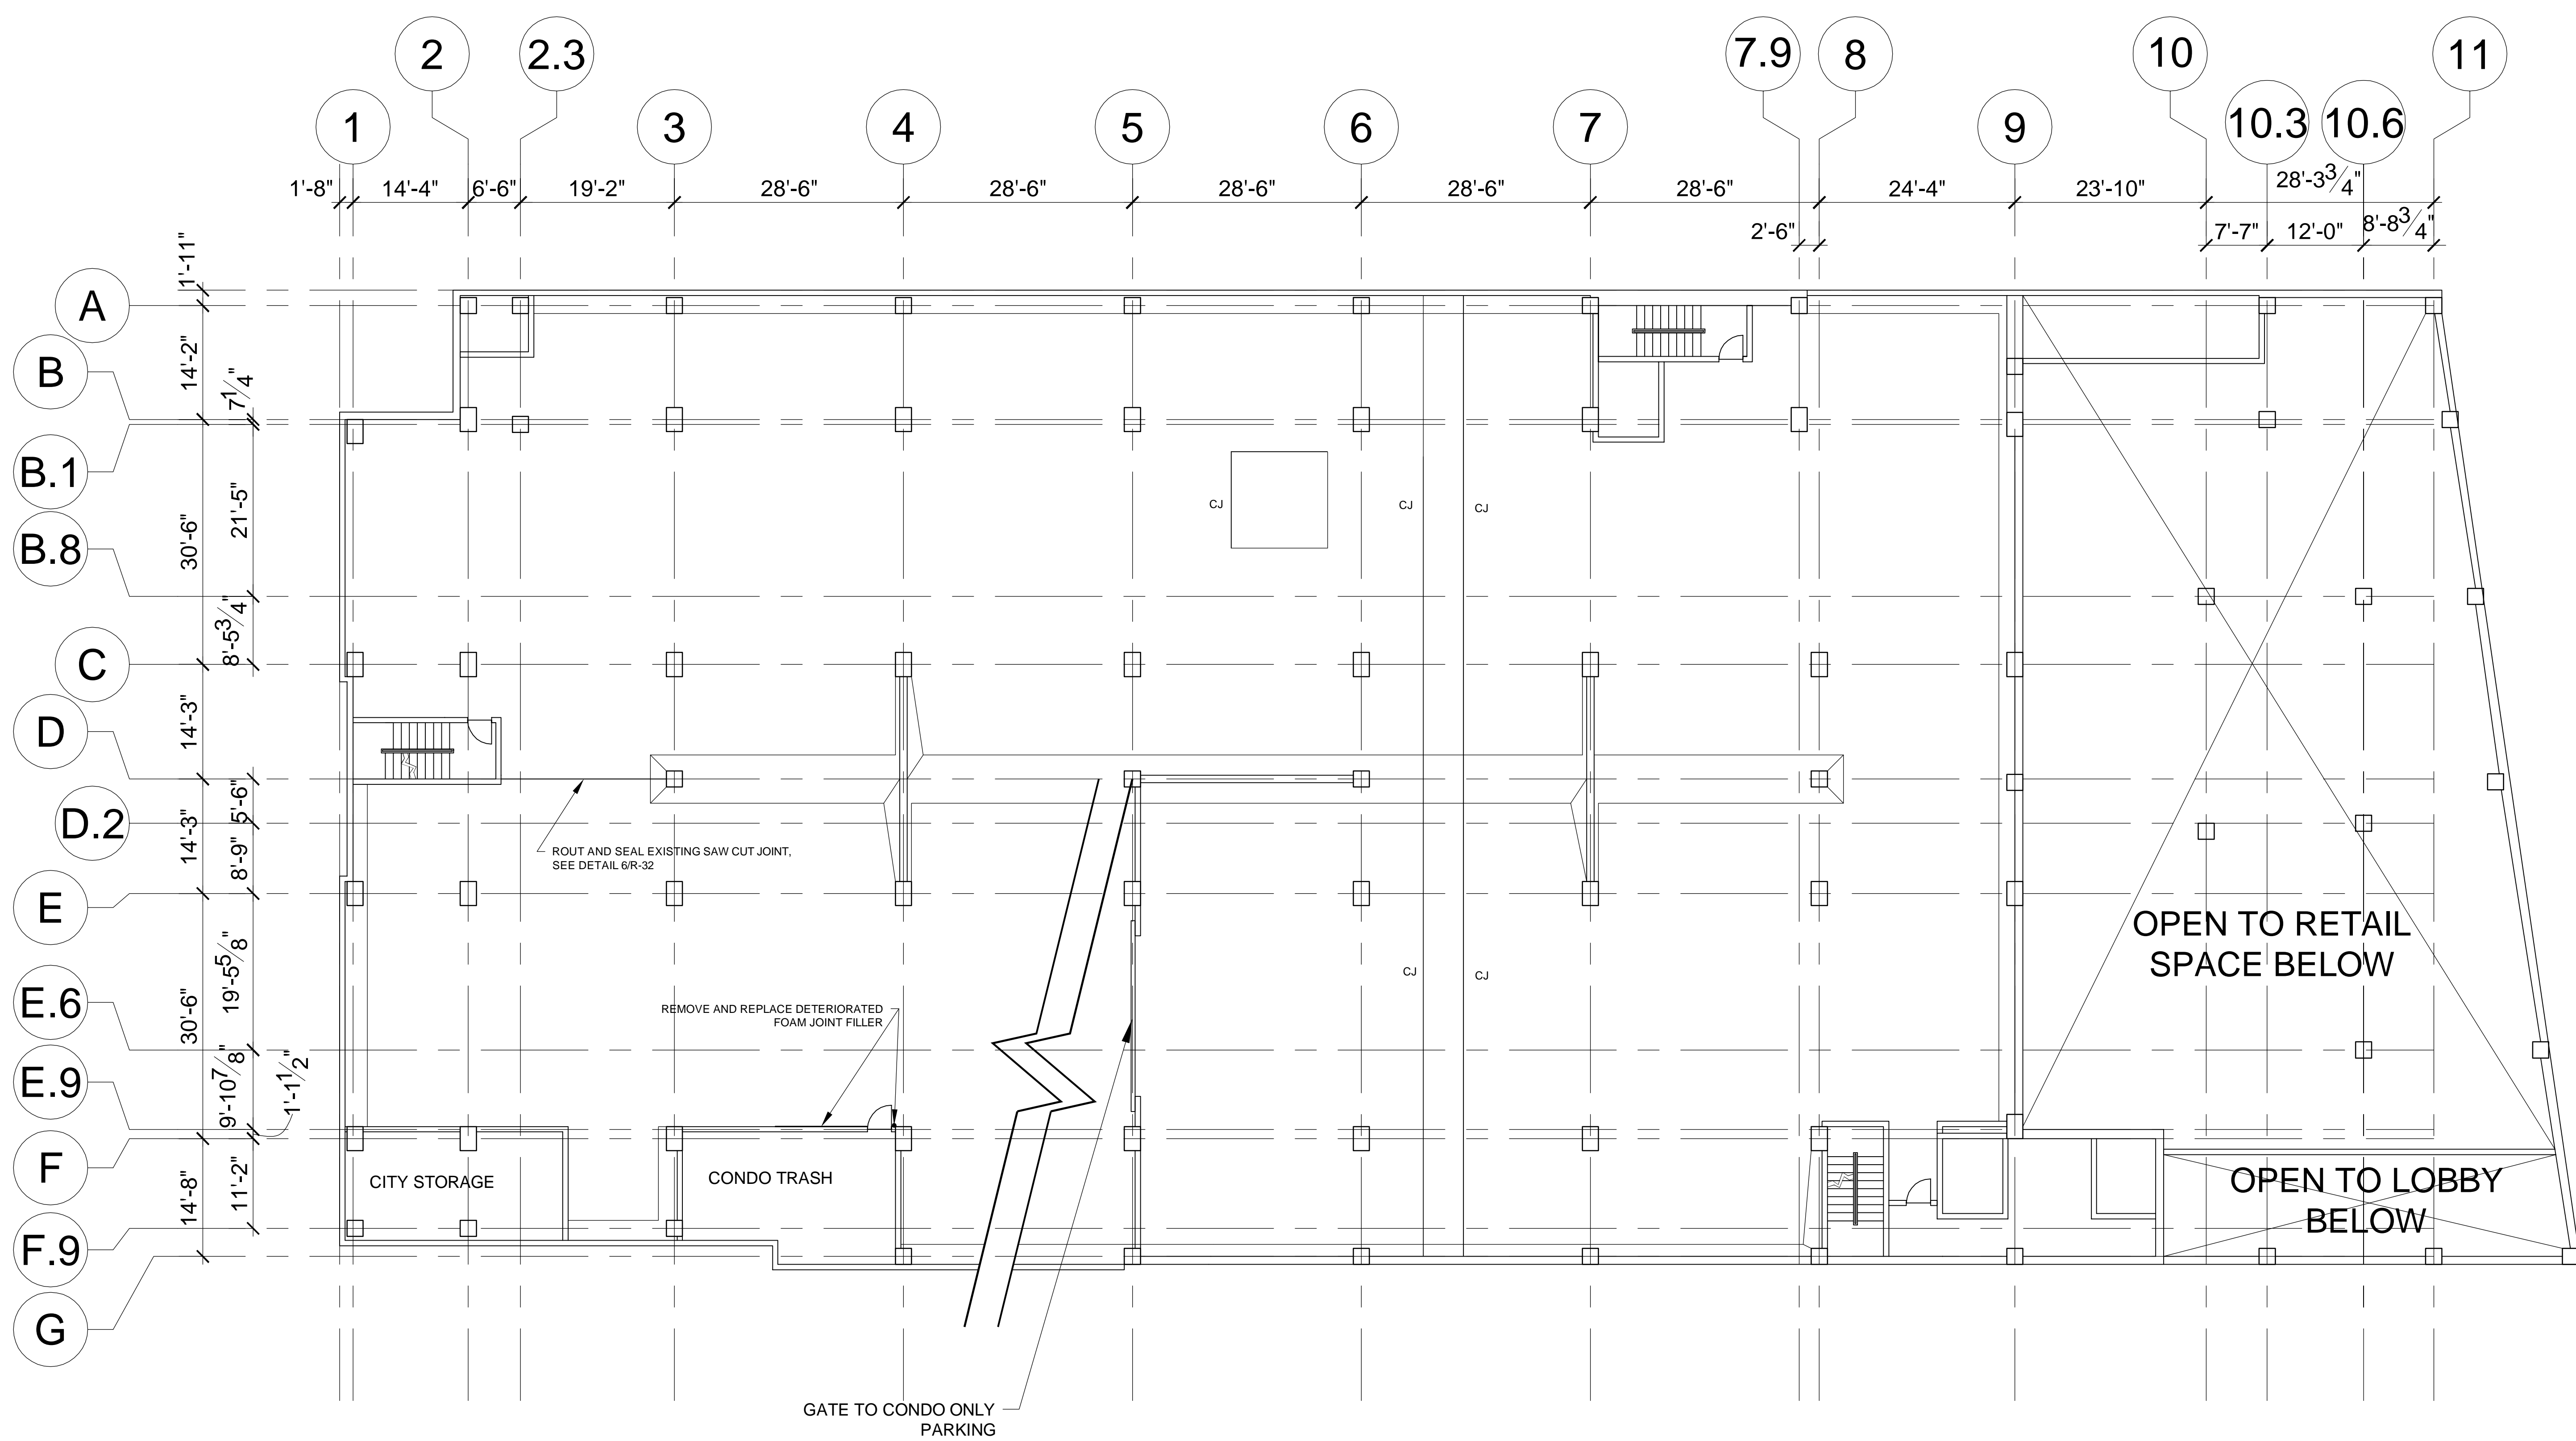 2
2.3
7.9
8
10
11
1
3
4
5
6
7
9
10.3
10.6
1'-8"
14'-4"
6'-6"
19'-2"
28'-6"
28'-6"
28'-6"
28'-6"
28'-6"
24'-4"
23'-10"
28'-3 3/4"
2'-6"
7'-7"
12'-0"
8'-8 3/4"
A
B
B.1
B.8
C
D
D.2
E
E.6
E.9
F
F.9
G
1'-11"
14'-2"
30'-6"
14'-3"
14'-3"
30'-6"
14'-8"
7 1/4"
21'-5"
8'-5 3/4"
5'-6"
8'-9"
19'-5 5/8"
9'-10 7/8"
1'-1 1/2"
11'-2"
CJ
CJ
CJ
ROUT AND SEAL EXISTING SAW CUT JOINT,
SEE DETAIL 6/R-32
OPEN TO RETAIL
SPACE BELOW
CJ
CJ
REMOVE AND REPLACE DETERIORATED
FOAM JOINT FILLER
CITY STORAGE
CONDO TRASH
OPEN TO LOBBY
BELOW
GATE TO CONDO ONLY
PARKING